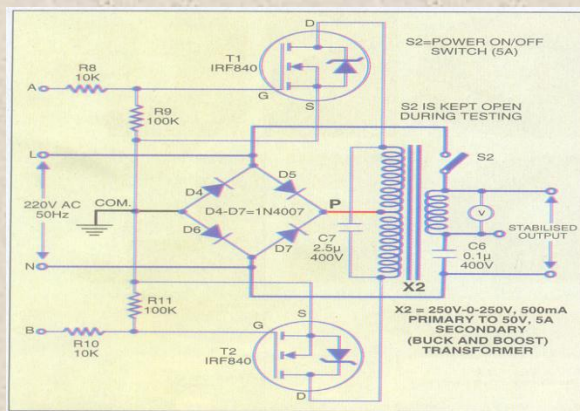 D
T1
IRF840
G
S
S2=POWER ON/OFF
SWITCH (5A)
R8
10K
A
R9
100K
S2 IS KEPT OPEN
DURING TESTING
L
S2
D4
D5
220V AC
50Hz
COM.
D4-D7=1N4007
P
V
STABILISED
OUTPUT
D6
D7
C7
2.5µ
400V
C6
0.1µ
400V
N
X2
R11
100K
X2 = 250V-0-250V, 500mA
PRIMARY TO 50V, 5A
SECONDARY
(BUCK AND BOOST)
TRANSFORMER
S
B
R10
10K
G
T2
IRF840
D